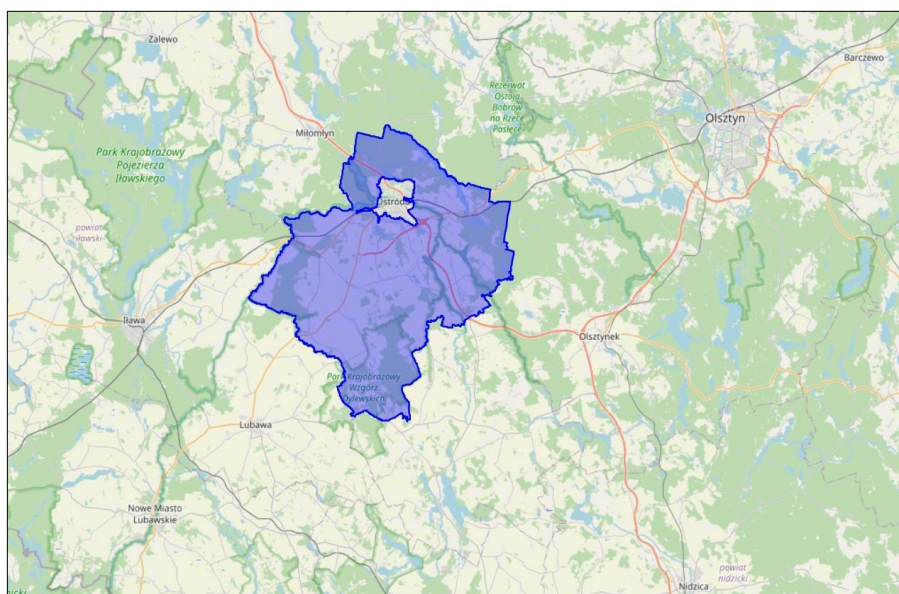 Zalewo
Barczewo
Rezerwat
Ostoja
Bobrów
na Rzece
Pasłęce
Olsztyn
Miłomłyn
Park Krajobrazowy
Pojezierza
Iławskiego
Ostróda
powiat
iławski
Iława
Olsztynek
Park Krajobrazowy
Wzgórz
Dylewskich
Lubawa
Nowe Miasto
Lubawskie
powiat
nidzicki
Nidzica